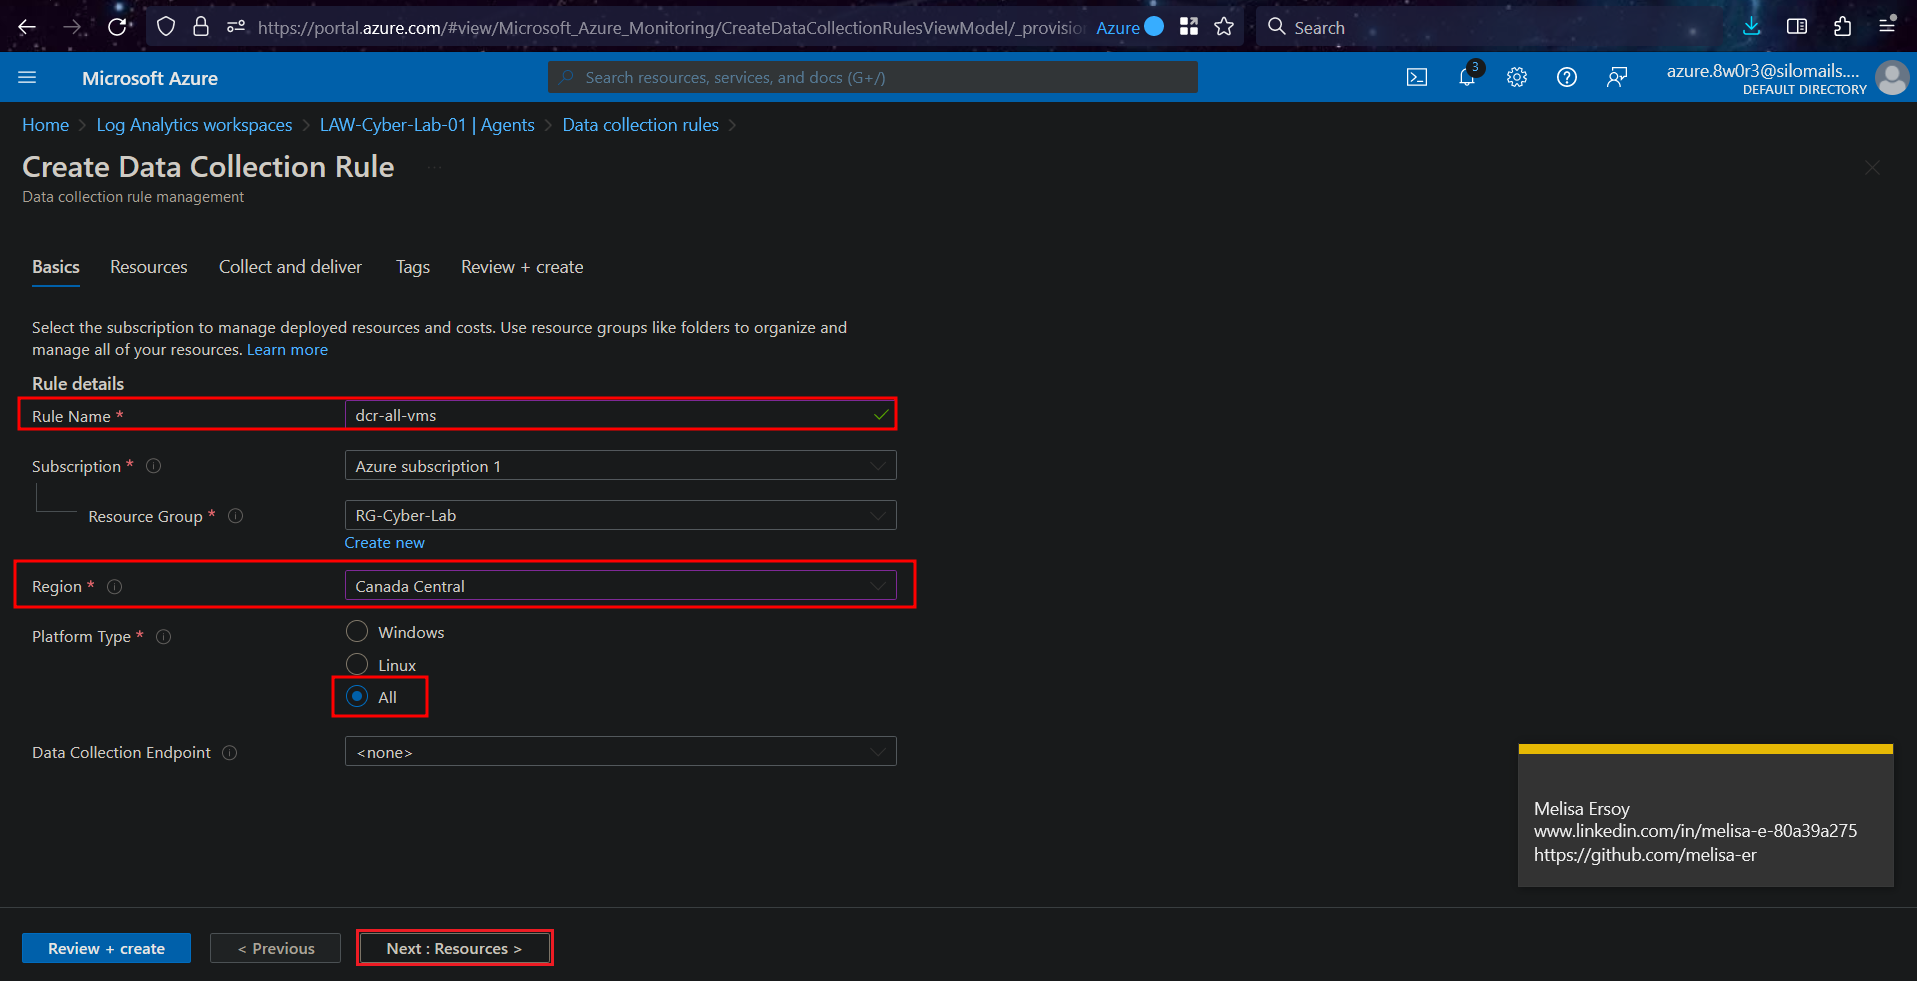 https://portal.azure.com/#view/Microsoft_Azure_Monitoring/CreateDataCollectionRulesViewModel/_provisio
Azure
Search
Microsoft Azure
Search resources, services, and docs (G+/)
3
azure.8w0r3@silomails....
DEFAULT DIRECTORY
Home > Log Analytics workspaces > LAW-Cyber-Lab-01 | Agents > Data collection rules >
Create Data Collection Rule ...
Data collection rule management
Basics Resources Collect and deliver Tags Review + create
Select the subscription to manage deployed resources and costs. Use resource groups like folders to organize and
manage all of your resources. Learn more
Rule details
Rule Name * dcr-all-vms
Subscription * Azure subscription 1
Resource Group * RG-Cyber-Lab
Create new
Region * Canada Central
Platform Type * Windows
Linux
All
Data Collection Endpoint <none>
Melisa Ersoy
www.linkedin.com/in/melisa-e-80a39a275
https://github.com/melisa-er
Review + create < Previous Next : Resources >